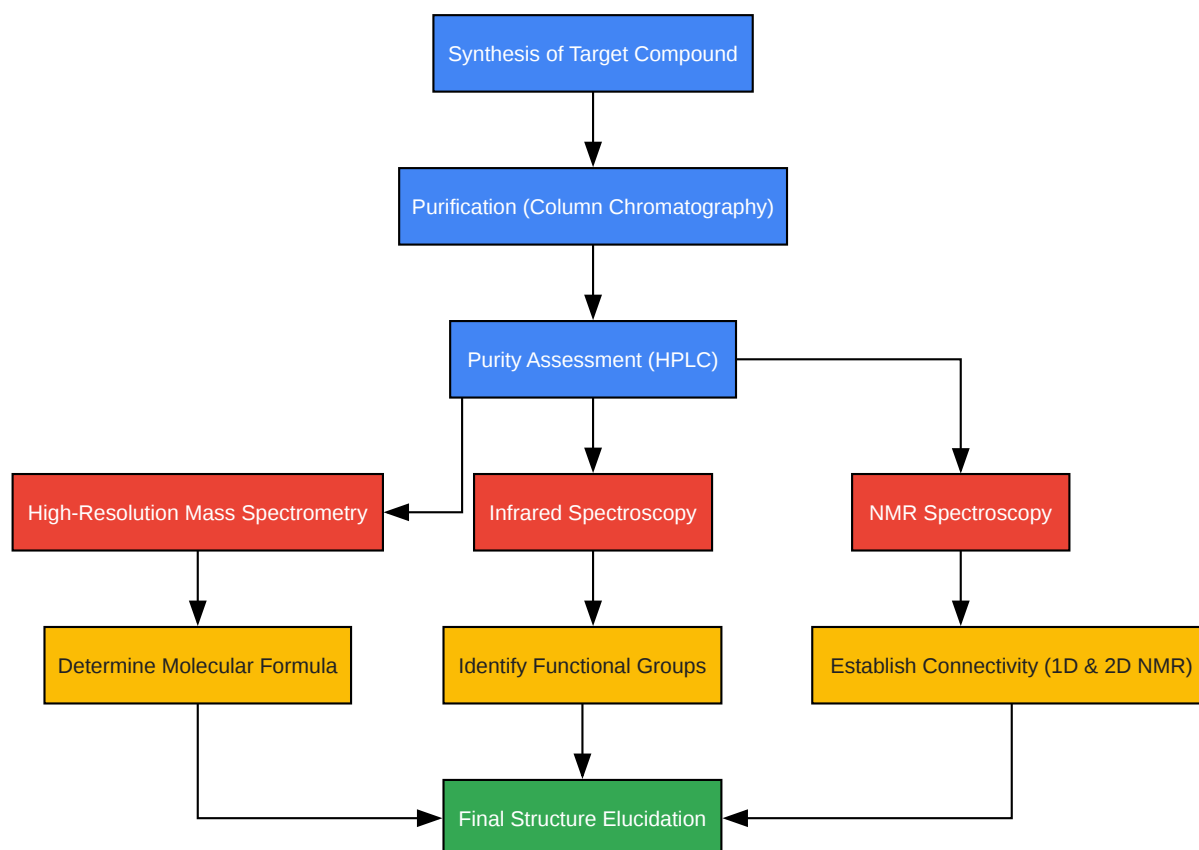 Synthesis of Target Compound
Purification (Column Chromatography)
Purity Assessment (HPLC)
High-Resolution Mass Spectrometry
Infrared Spectroscopy
NMR Spectroscopy
Determine Molecular Formula
Identify Functional Groups
Establish Connectivity (1D & 2D NMR)
Final Structure Elucidation